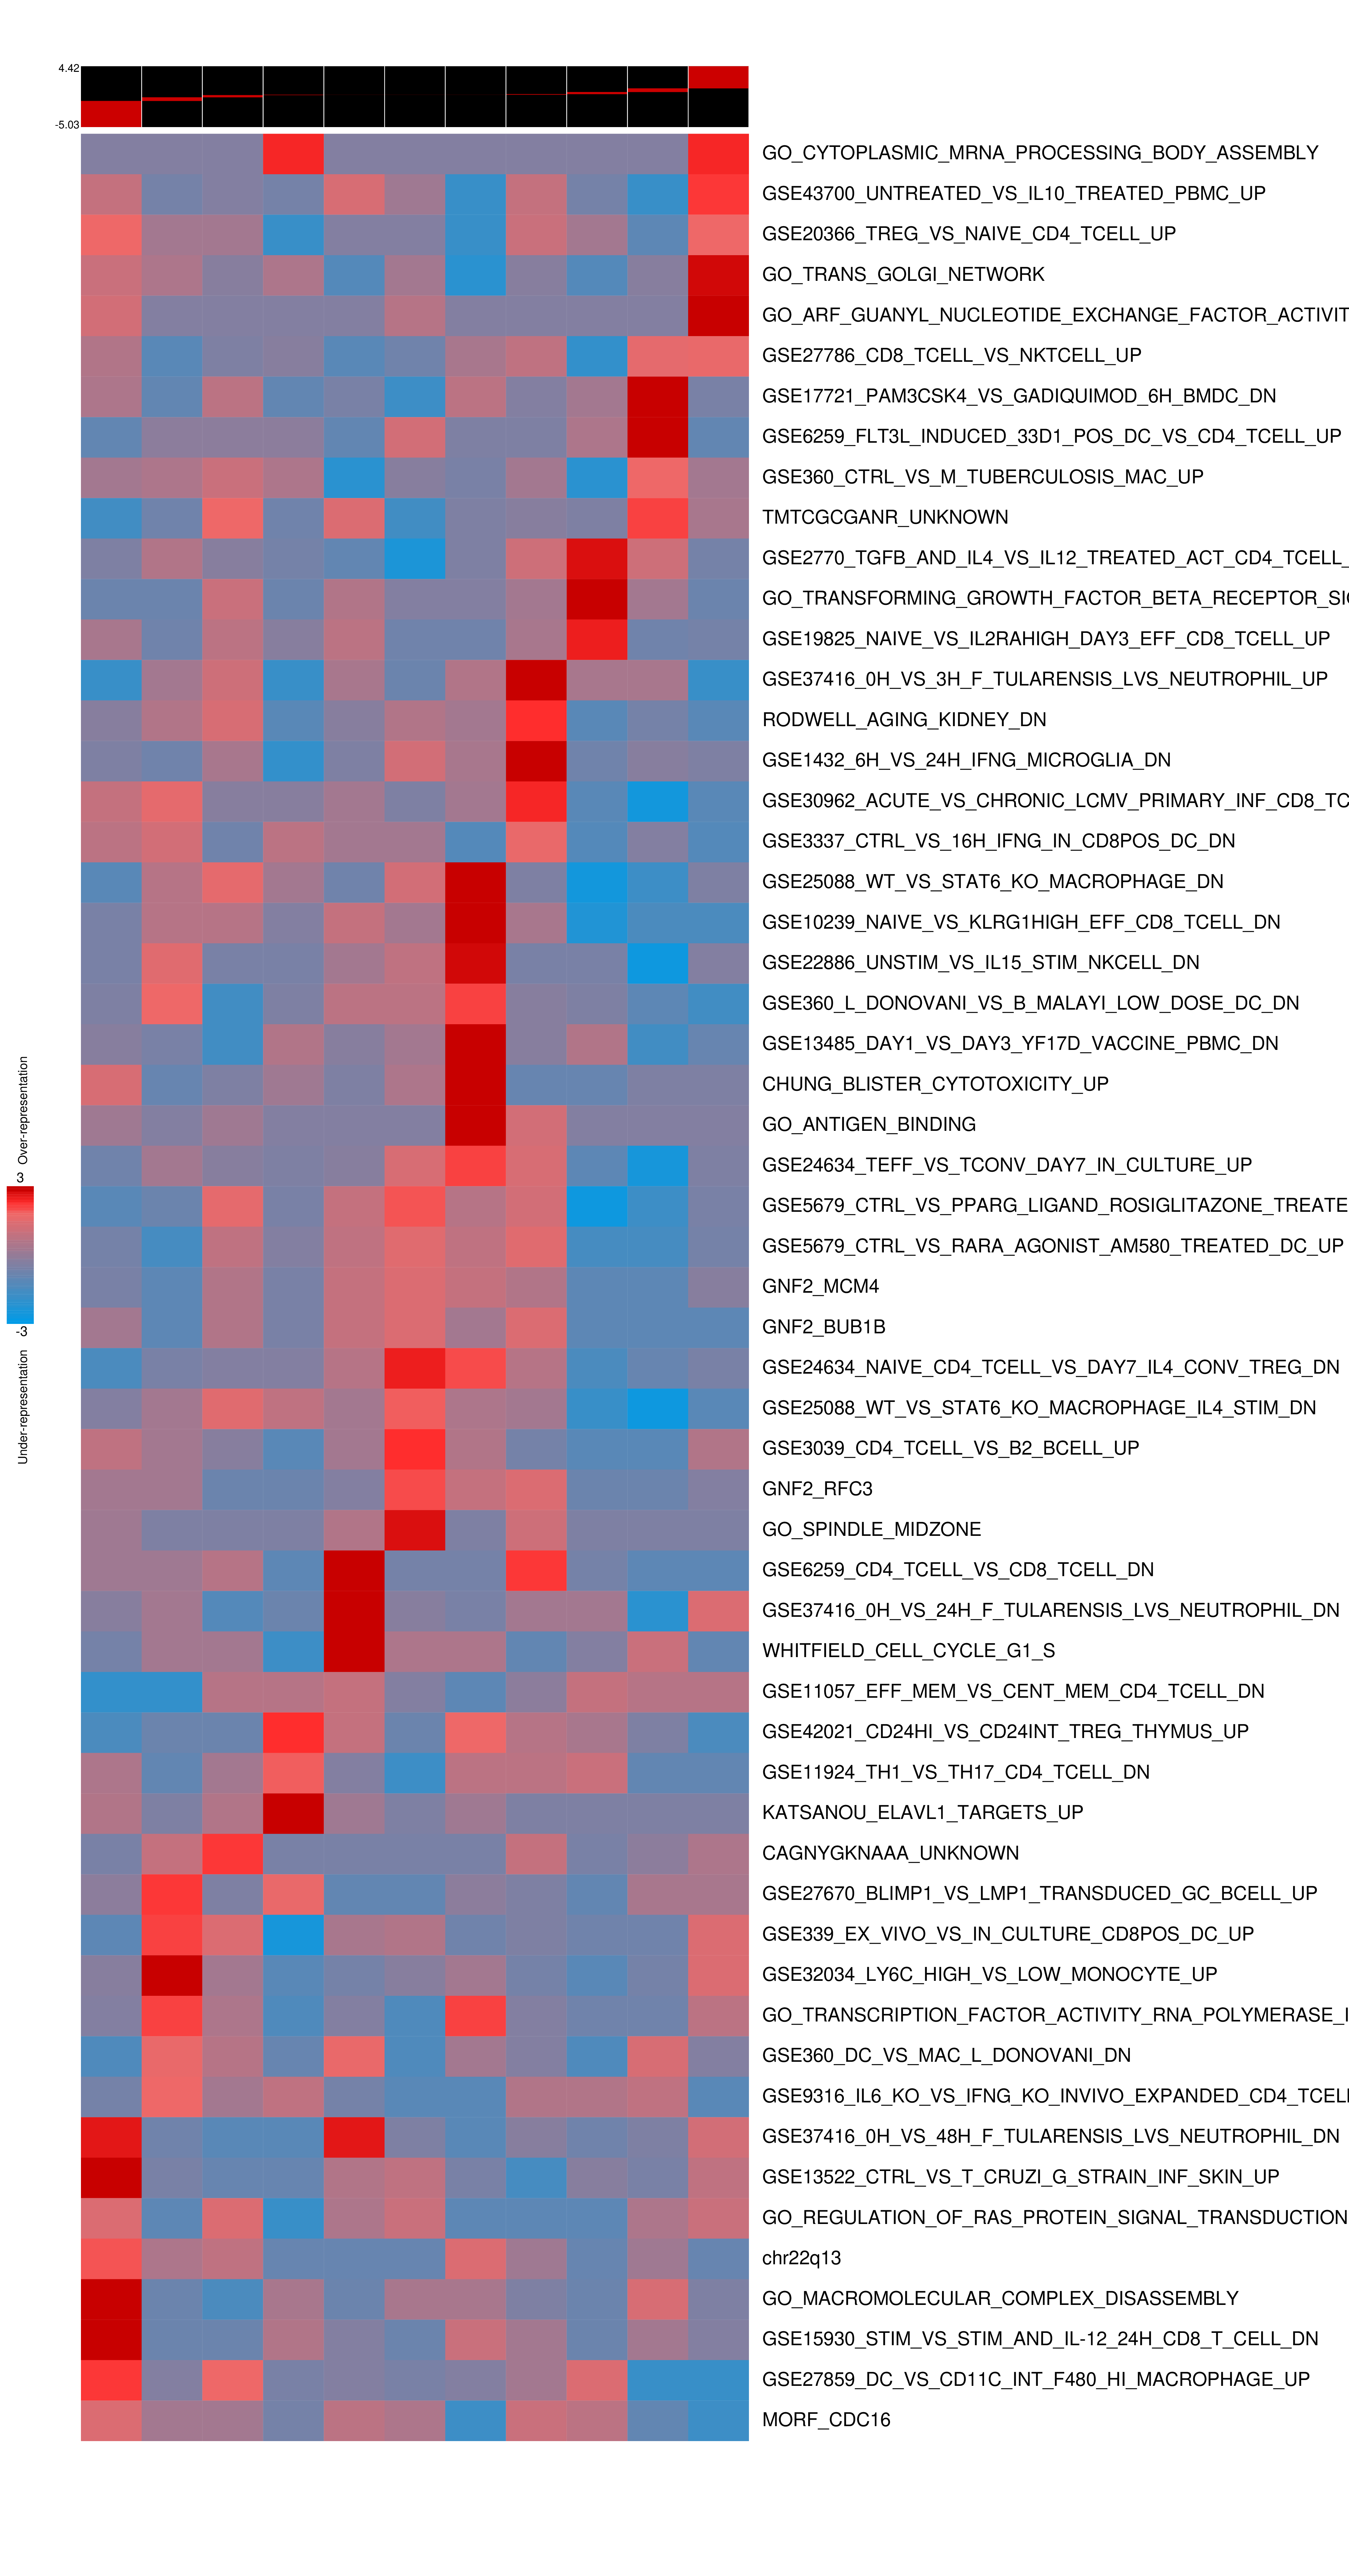 4.42
-5.03
GO_CYTOPLASMIC_MRNA_PROCESSING_BODY_ASSEMBLY
GSE43700_UNTREATED_VS_IL10_TREATED_PBMC_UP
GSE20366_TREG_VS_NAIVE_CD4_TCELL_UP
GO_TRANS_GOLGI_NETWORK
GO_ARF_GUANYL_NUCLEOTIDE_EXCHANGE_FACTOR_ACTIVIT
GSE27786_CD8_TCELL_VS_NKTCELL_UP
GSE17721_PAM3CSK4_VS_GADIQUIMOD_6H_BMDC_DN
GSE6259_FLT3L_INDUCED_33D1_POS_DC_VS_CD4_TCELL_UP
GSE360_CTRL_VS_M_TUBERCULOSIS_MAC_UP
TMTCGCGANR_UNKNOWN
GSE2770_TGFB_AND_IL4_VS_IL12_TREATED_ACT_CD4_TCELL_
GO_TRANSFORMING_GROWTH_FACTOR_BETA_RECEPTOR_SI
GSE19825_NAIVE_VS_IL2RAHIGH_DAY3_EFF_CD8_TCELL_UP
GSE37416_0H_VS_3H_F_TULARENSIS_LVS_NEUTROPHIL_UP
RODWELL_AGING_KIDNEY_DN
GSE1432_6H_VS_24H_IFNG_MICROGLIA_DN
GSE30962_ACUTE_VS_CHRONIC_LCMV_PRIMARY_INF_CD8_TC
GSE3337_CTRL_VS_16H_IFNG_IN_CD8POS_DC_DN
GSE25088_WT_VS_STAT6_KO_MACROPHAGE_DN
GSE10239_NAIVE_VS_KLRG1HIGH_EFF_CD8_TCELL_DN
GSE22886_UNSTIM_VS_IL15_STIM_NKCELL_DN
GSE360_L_DONOVANI_VS_B_MALAYI_LOW_DOSE_DC_DN
GSE13485_DAY1_VS_DAY3_YF17D_VACCINE_PBMC_DN
CHUNG_BLISTER_CYTOTOXICITY_UP
GO_ANTIGEN_BINDING
GSE24634_TEFF_VS_TCONV_DAY7_IN_CULTURE_UP
GSE5679_CTRL_VS_PPARG_LIGAND_ROSIGLITAZONE_TREATE
GSE5679_CTRL_VS_RARA_AGONIST_AM580_TREATED_DC_UP
GNF2_MCM4
GNF2_BUB1B
GSE24634_NAIVE_CD4_TCELL_VS_DAY7_IL4_CONV_TREG_DN
GSE25088_WT_VS_STAT6_KO_MACROPHAGE_IL4_STIM_DN
GSE3039_CD4_TCELL_VS_B2_BCELL_UP
GNF2_RFC3
GO_SPINDLE_MIDZONE
GSE6259_CD4_TCELL_VS_CD8_TCELL_DN
GSE37416_0H_VS_24H_F_TULARENSIS_LVS_NEUTROPHIL_DN
WHITFIELD_CELL_CYCLE_G1_S
GSE11057_EFF_MEM_VS_CENT_MEM_CD4_TCELL_DN
GSE42021_CD24HI_VS_CD24INT_TREG_THYMUS_UP
GSE11924_TH1_VS_TH17_CD4_TCELL_DN
KATSANOU_ELAVL1_TARGETS_UP
CAGNYGKNAAA_UNKNOWN
GSE27670_BLIMP1_VS_LMP1_TRANSDUCED_GC_BCELL_UP
GSE339_EX_VIVO_VS_IN_CULTURE_CD8POS_DC_UP
GSE32034_LY6C_HIGH_VS_LOW_MONOCYTE_UP
GO_TRANSCRIPTION_FACTOR_ACTIVITY_RNA_POLYMERASE_I
GSE360_DC_VS_MAC_L_DONOVANI_DN
GSE9316_IL6_KO_VS_IFNG_KO_INVIVO_EXPANDED_CD4_TCEL
GSE37416_0H_VS_48H_F_TULARENSIS_LVS_NEUTROPHIL_DN
GSE13522_CTRL_VS_T_CRUZI_G_STRAIN_INF_SKIN_UP
GO_REGULATION_OF_RAS_PROTEIN_SIGNAL_TRANSDUCTION
chr22q13
GO_MACROMOLECULAR_COMPLEX_DISASSEMBLY
GSE15930_STIM_VS_STIM_AND_IL-12_24H_CD8_T_CELL_DN
GSE27859_DC_VS_CD11C_INT_F480_HI_MACROPHAGE_UP
MORF_CDC16
Over-representation
3
-3
Under-representation